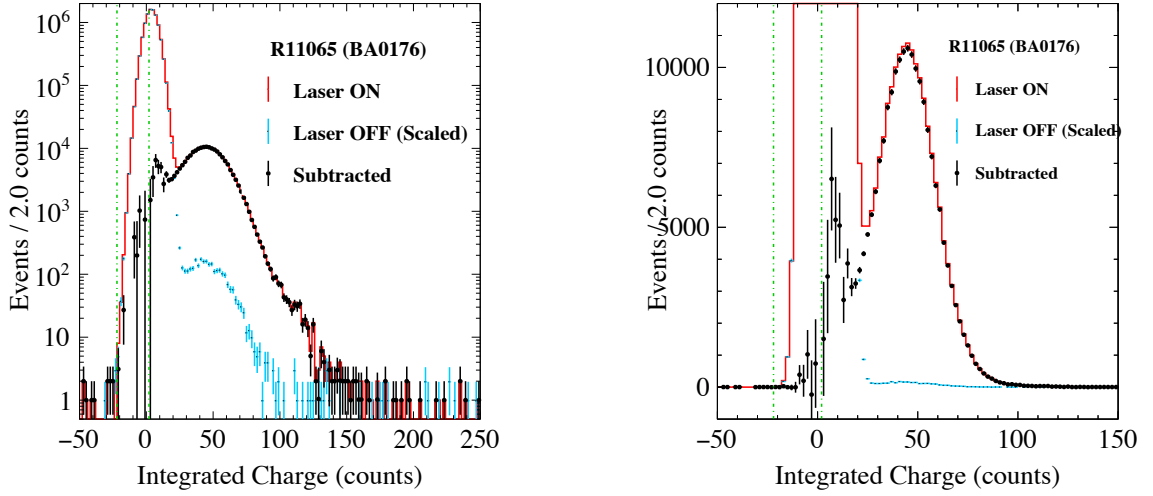 10⁶
10⁵
10⁴
10³
10²
10
1
Events / 2.0 counts
R11065 (BA0176)
Laser ON
Laser OFF (Scaled)
Subtracted
−50 0 50 100 150 200 250
Integrated Charge (counts)
10000
5000
0
Events / 2.0 counts
R11065 (BA0176)
Laser ON
Laser OFF (Scaled)
Subtracted
−50 0 50 100 150
Integrated Charge (counts)